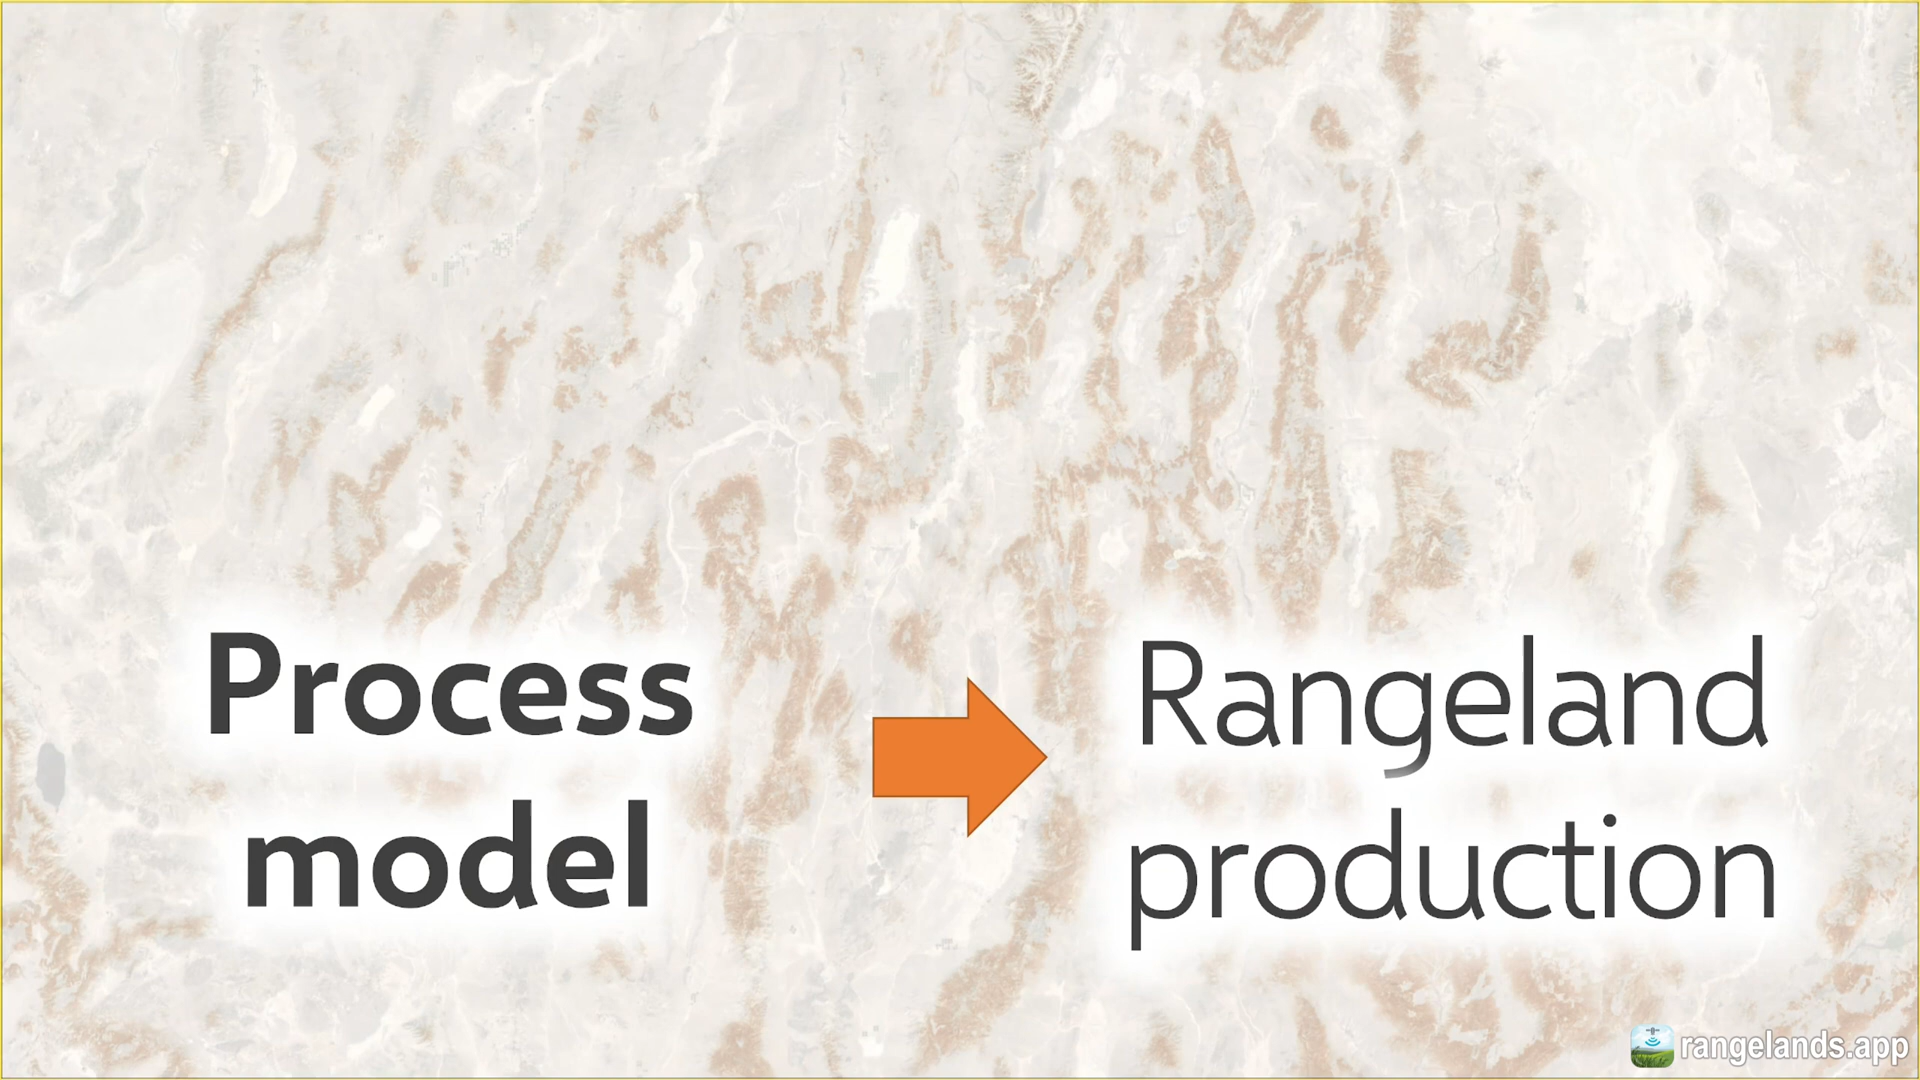 Process
model
Rangeland
production
rangelands.app